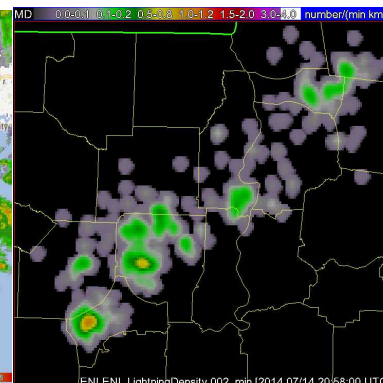 MD 0.0-0.1 0.1-0.2 0.5-0.8 1.0-1.2 1.5-2.0 3.0-4.0 number/(min km
ENI ENI LightningDensity 002 min [2014/07/14 20:58:00 UTC